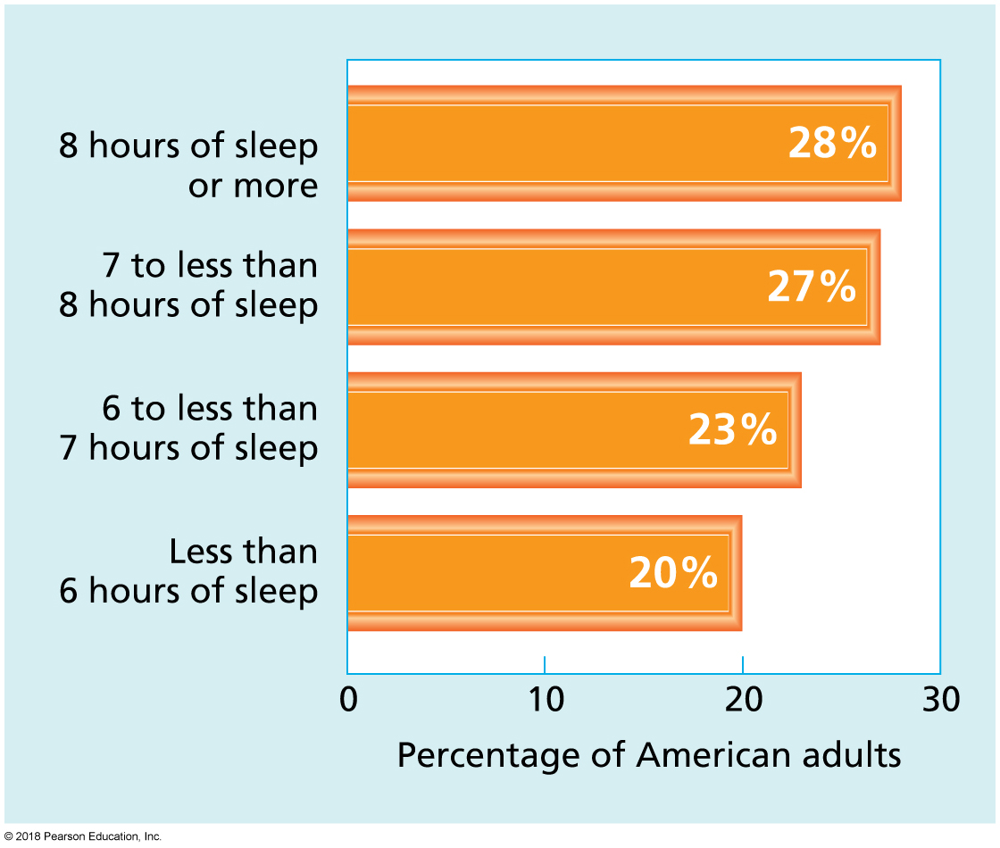 8 hours of sleep
or more
28%
7 to less than
8 hours of sleep
27%
6 to less than
7 hours of sleep
23%
Less than
6 hours of sleep
20%
0 10 20 30
Percentage of American adults
© 2018 Pearson Education, Inc.